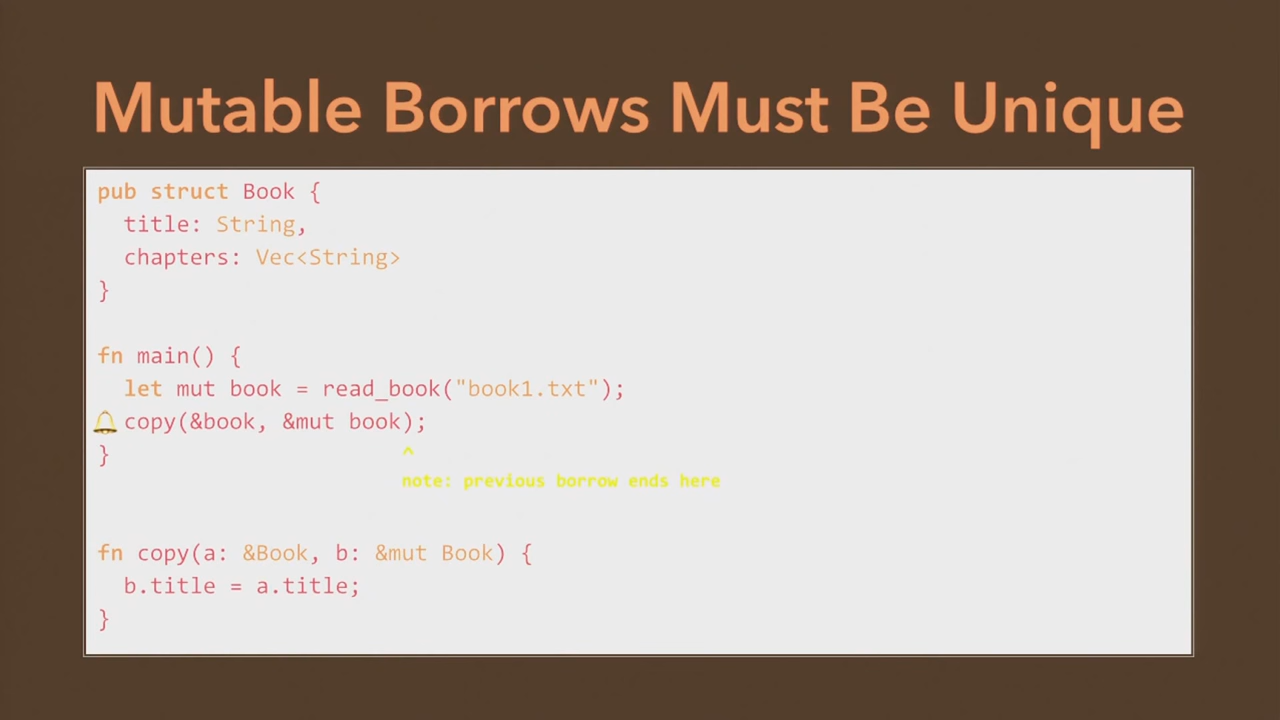 Mutable Borrows Must Be Unique
pub struct Book {
  title: String,
  chapters: Vec<String>
}
fn main() {
  let mut book = read_book("book1.txt");
  copy(&book, &mut book);
}
^
note: previous borrow ends here
fn copy(a: &Book, b: &mut Book) {
  b.title = a.title;
}